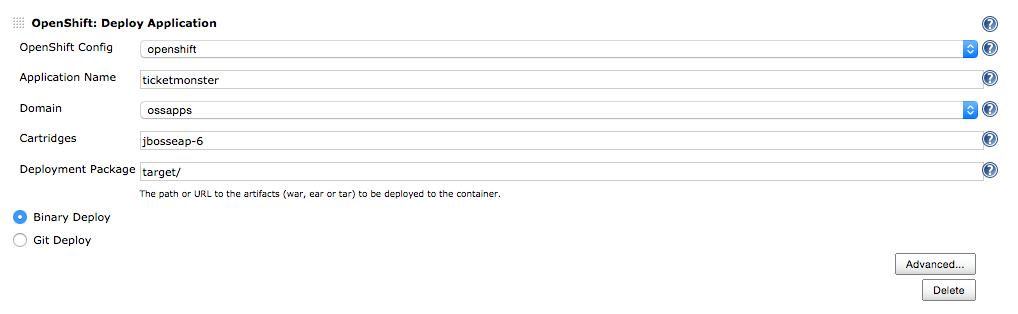 OpenShift: Deploy Application
OpenShift Config openshift
Application Name ticketmonster
Domain ossapps
Cartridges jbosseap-6
Deployment Package target/
The path or URL to the artifacts (war, ear or tar) to be deployed to the container.
Binary Deploy
Git Deploy
Advanced...
Delete